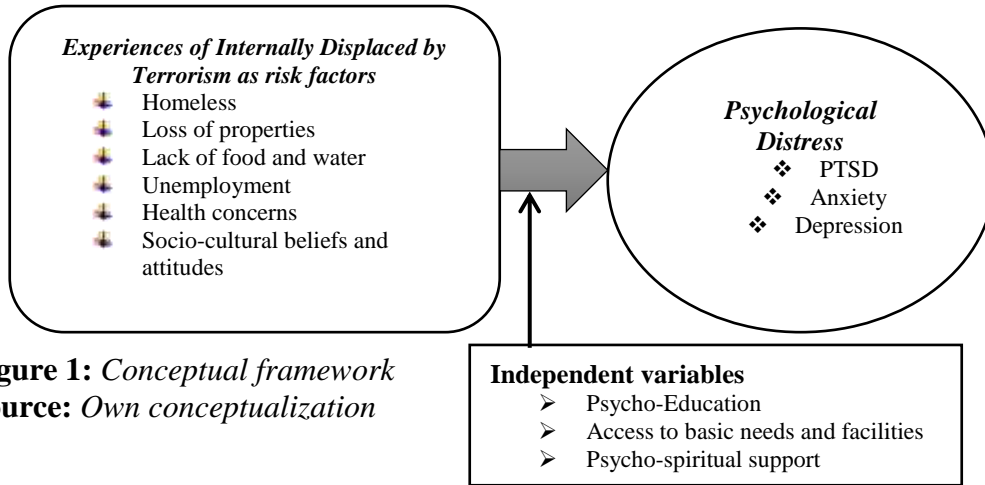 Experiences of Internally Displaced by
Terrorism as risk factors
Homeless
Loss of properties
Lack of food and water
Unemployment
Health concerns
Socio-cultural beliefs and
attitudes
Psychological
Distress
❖ PTSD
❖ Anxiety
❖ Depression
gure 1: Conceptual framework
ource: Own conceptualization
Independent variables
➢ Psycho-Education
➢ Access to basic needs and facilities
➢ Psycho-spiritual support